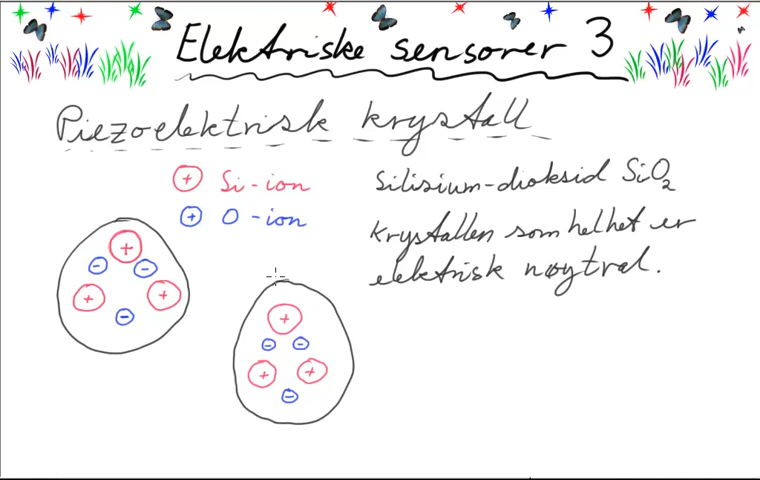 Elektriske sensorer 3
Piezoelektrisk krystall
+ Si-ion
+ O-ion
Silisium-dioksid SiO₂
krystallen som helhet er
elektrisk nøytral.
+
- -
+ +
-
+
- -
+ +
-